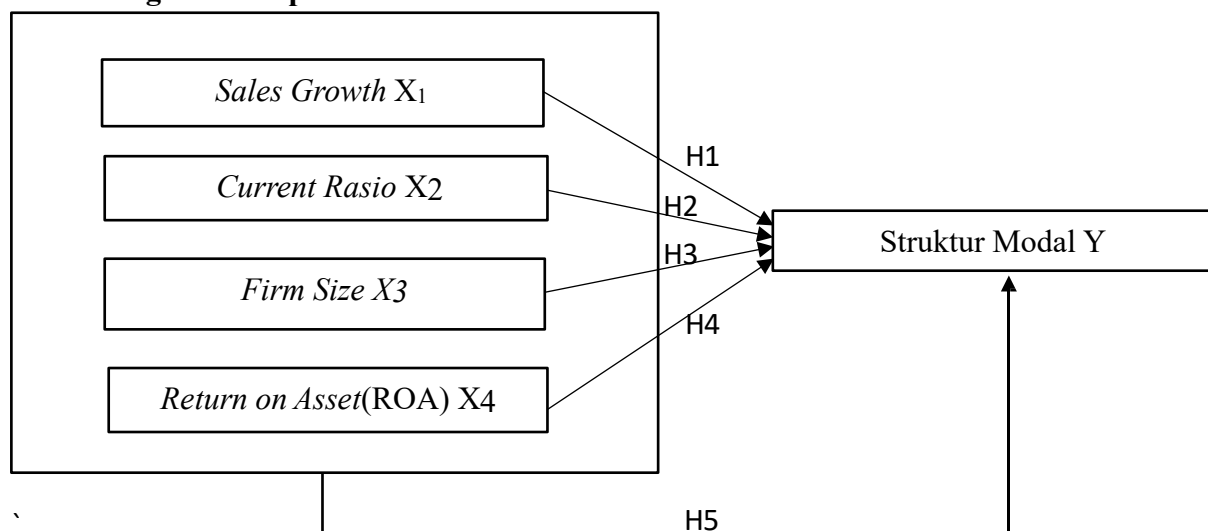 Sales Growth X₁
H1
Current Rasio X2
H2
Struktur Modal Y
H3
Firm Size X3
H4
Return on Asset(ROA) X4
`
H5